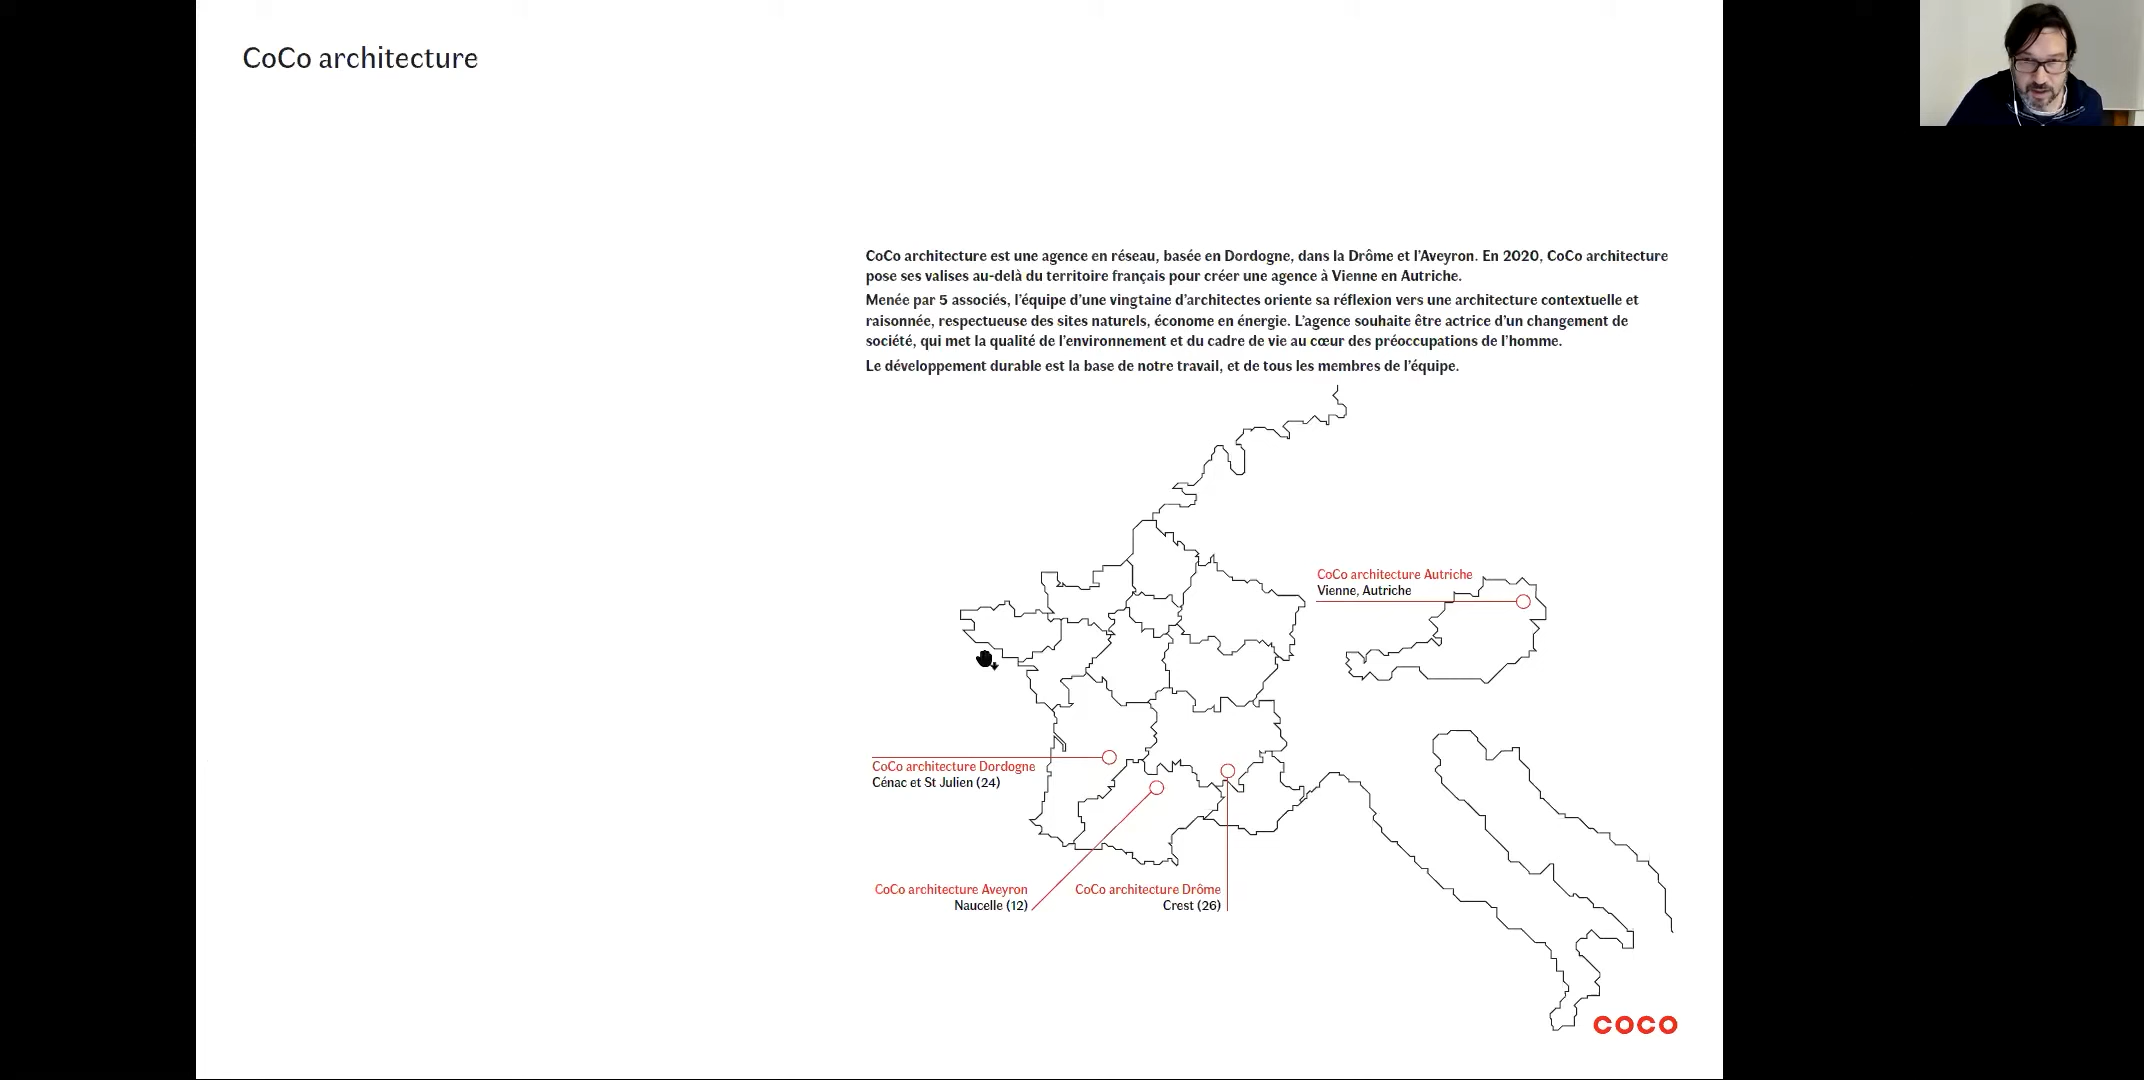 CoCo architecture
CoCo architecture est une agence en réseau, basée en Dordogne, dans la Drôme et l'Aveyron. En 2020, CoCo architecture
pose ses valises au-delà du territoire français pour créer une agence à Vienne en Autriche.
Menée par 5 associés, l'équipe d'une vingtaine d'architectes oriente sa réflexion vers une architecture contextuelle et
raisonnée, respectueuse des sites naturels, économe en énergie. L'agence souhaite être actrice d'un changement de
société, qui met la qualité de l'environnement et du cadre de vie au cœur des préoccupations de l'homme.
Le développement durable est la base de notre travail, et de tous les membres de l'équipe.
CoCo architecture Autriche
Vienne, Autriche
CoCo architecture Dordogne
Cénac et St Julien (24)
CoCo architecture Aveyron
Naucelle (12)
CoCo architecture Drôme
Crest (26)
COCO